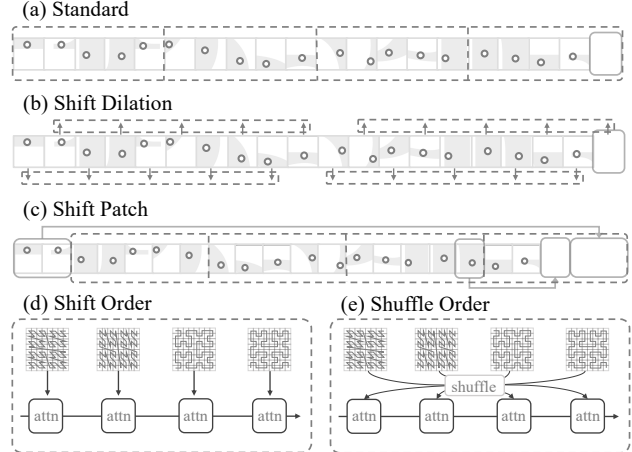 (a) Standard
(b) Shift Dilation
(c) Shift Patch
(d) Shift Order
(e) Shuffle Order
shuffle
attn attn attn attn
attn attn attn attn